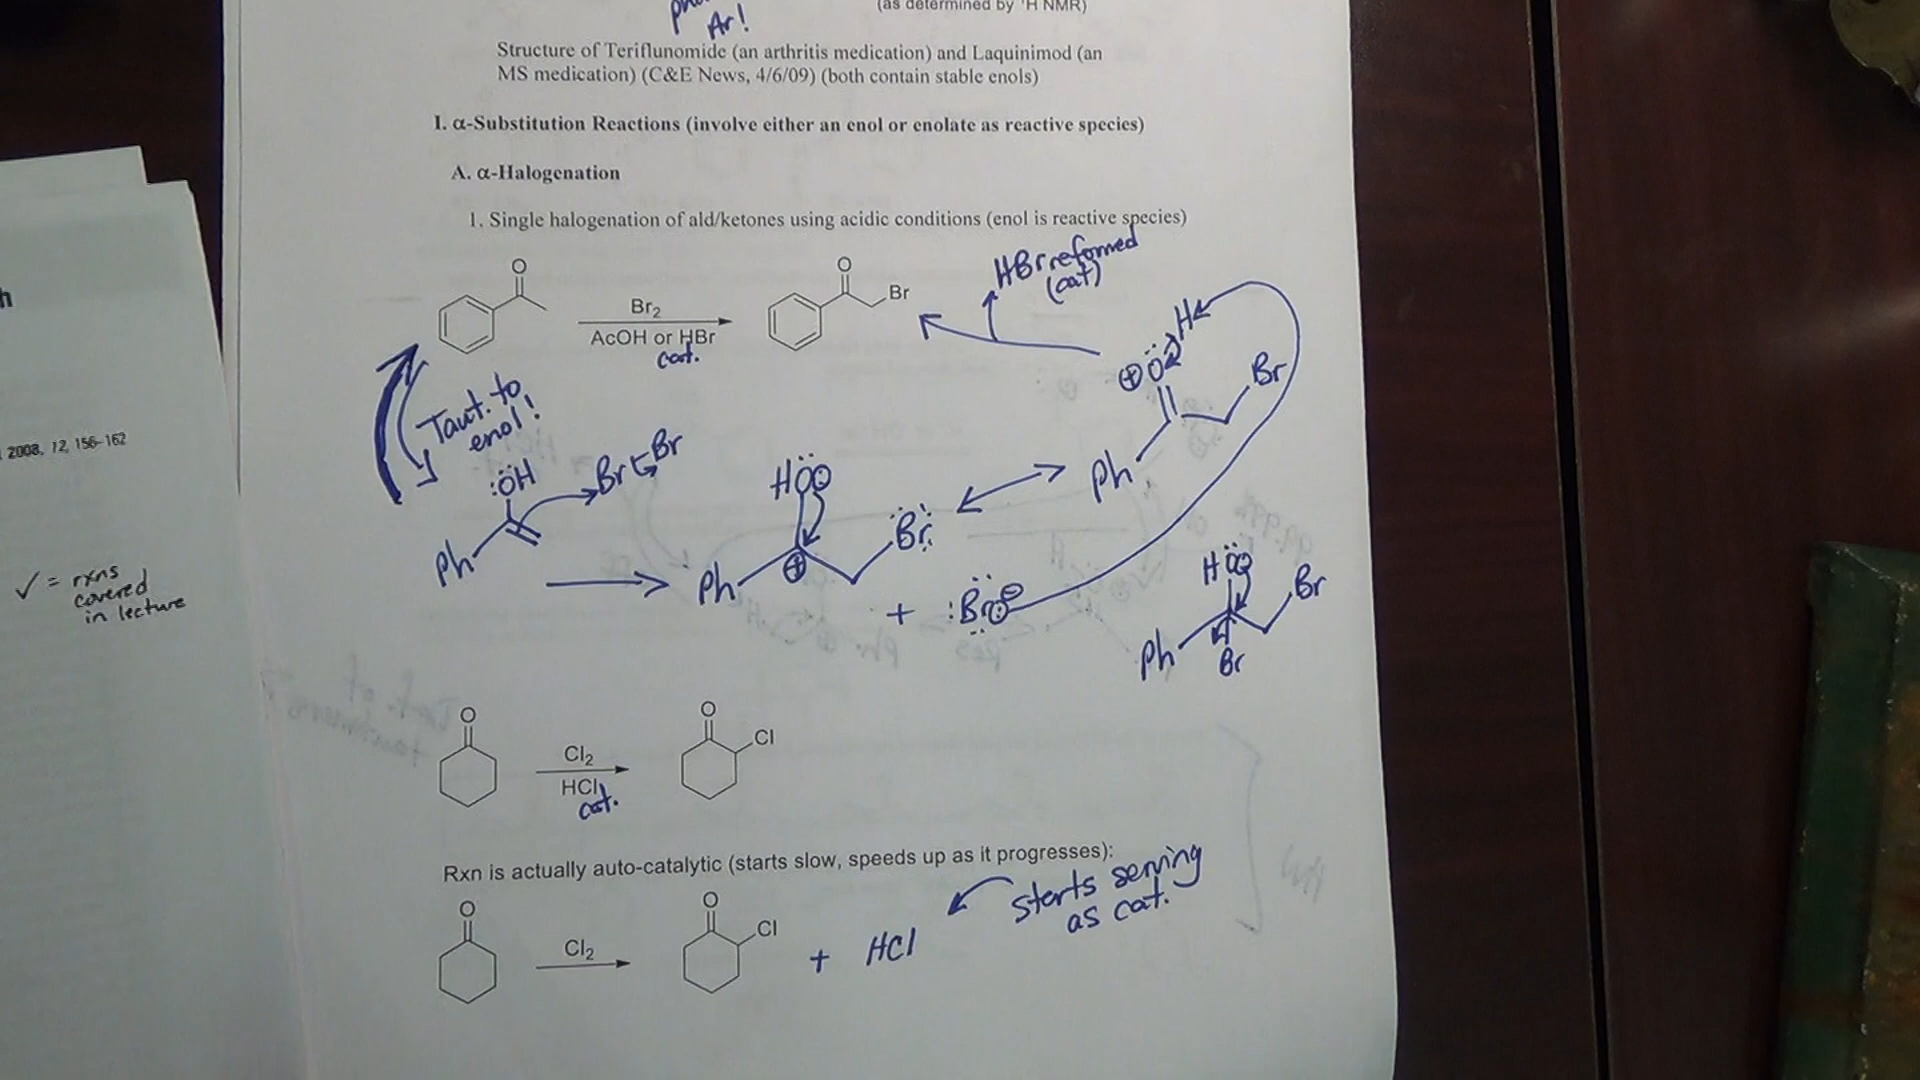 Ar!
(as determined by ¹H NMR)
Structure of Teriflunomide (an arthritis medication) and Laquinimod (an
MS medication) (C&E News, 4/6/09) (both contain stable enols)
I. α-Substitution Reactions (involve either an enol or enolate as reactive species)
A. α-Halogenation
1. Single halogenation of ald/ketones using acidic conditions (enol is reactive species)
HBr reformed
(cat)
O
Br₂
AcOH or HBr
cat.
O
Br
H
⊕ O
Br
Ph
Taut. to
enol!
:ÖH
Br Br
Ph
HO
Ph
⊕
Br
+ :Br ⊖
HO
Br
Ph
Br
2008, 12, 156-162
✓ = rxns
covered
in lecture
O
Cl₂
HCl
cat.
O
Cl
Rxn is actually auto-catalytic (starts slow, speeds up as it progresses):
O
Cl₂
O
Cl
+ HCl
starts serving
as cat.